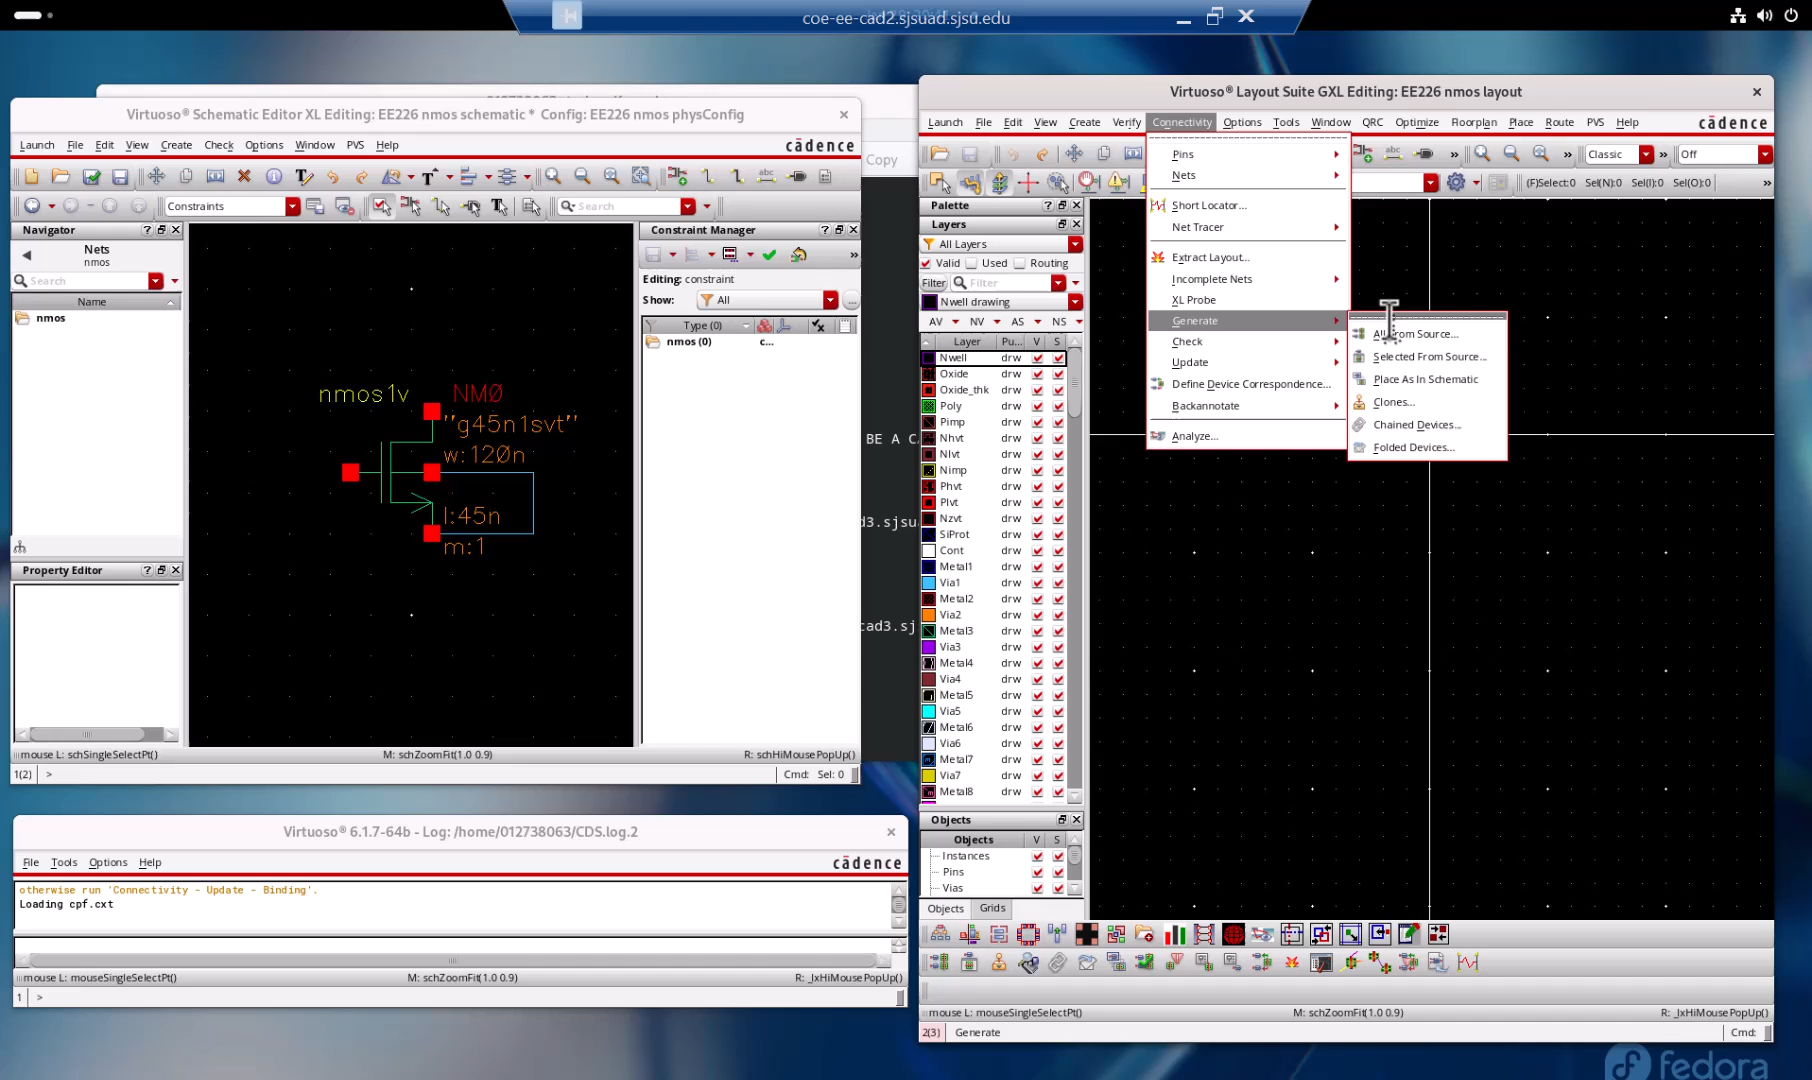 coe-ee-cad2.sjsuad.sjsu.edu
Virtuoso® Schematic Editor XL Editing: EE226 nmos schematic * Config: EE226 nmos physConfig
Launch File Edit View Create Check Options Window PVS Help
cādence
Constraints
Search
Navigator
Nets
nmos
Search
Name
nmos
Property Editor
nmos1v
NM0
"g45n1svt"
w:120n
l:45n
m:1
Constraint Manager
Editing: constraint
Show: All
Type (0)
nmos (0) c...
mouse L: schSingleSelectPt() M: schZoomFit(1.0 0.9) R: schHiMousePopUp()
1(2) > Cmd: Sel: 0
Copy
BE A C
d3.sjsu
cad3.sj
Virtuoso® 6.1.7-64b - Log: /home/012738063/CDS.log.2
File Tools Options Help
cādence
otherwise run 'Connectivity - Update - Binding'.
Loading cpf.cxt
mouse L: mouseSingleSelectPt() M: schZoomFit(1.0 0.9) R: _lxHiMousePopUp()
1 >
Virtuoso® Layout Suite GXL Editing: EE226 nmos layout
Launch File Edit View Create Verify Connectivity Options Tools Window QRC Optimize Floorplan Place Route PVS Help
cādence
Classic Off
(F)Select:0 Sel(N):0 Sel(I):0 Sel(O):0
Palette
Layers
All Layers
Valid Used Routing
Filter Filter
Nwell drawing
AV NV AS NS
Layer Pu... V S
Nwell drw
Oxide drw
Oxide_thk drw
Poly drw
Pimp drw
Nhvt drw
Nlvt drw
Nimp drw
Phvt drw
Plvt drw
Nzvt drw
SiProt drw
Cont drw
Metal1 drw
Via1 drw
Metal2 drw
Via2 drw
Metal3 drw
Via3 drw
Metal4 drw
Via4 drw
Metal5 drw
Via5 drw
Metal6 drw
Via6 drw
Metal7 drw
Via7 drw
Metal8 drw
Objects
Objects V S
Instances
Pins
Vias
Objects Grids
Pins
Nets
Short Locator...
Net Tracer
Extract Layout...
Incomplete Nets
XL Probe
Generate
Check
Update
Define Device Correspondence...
Backannotate
Analyze...
All From Source...
Selected From Source...
Place As In Schematic
Clones...
Chained Devices...
Folded Devices...
mouse L: mouseSingleSelectPt() M: schZoomFit(1.0 0.9) R: _lxHiMousePopUp()
2(3) Generate Cmd:
fedora